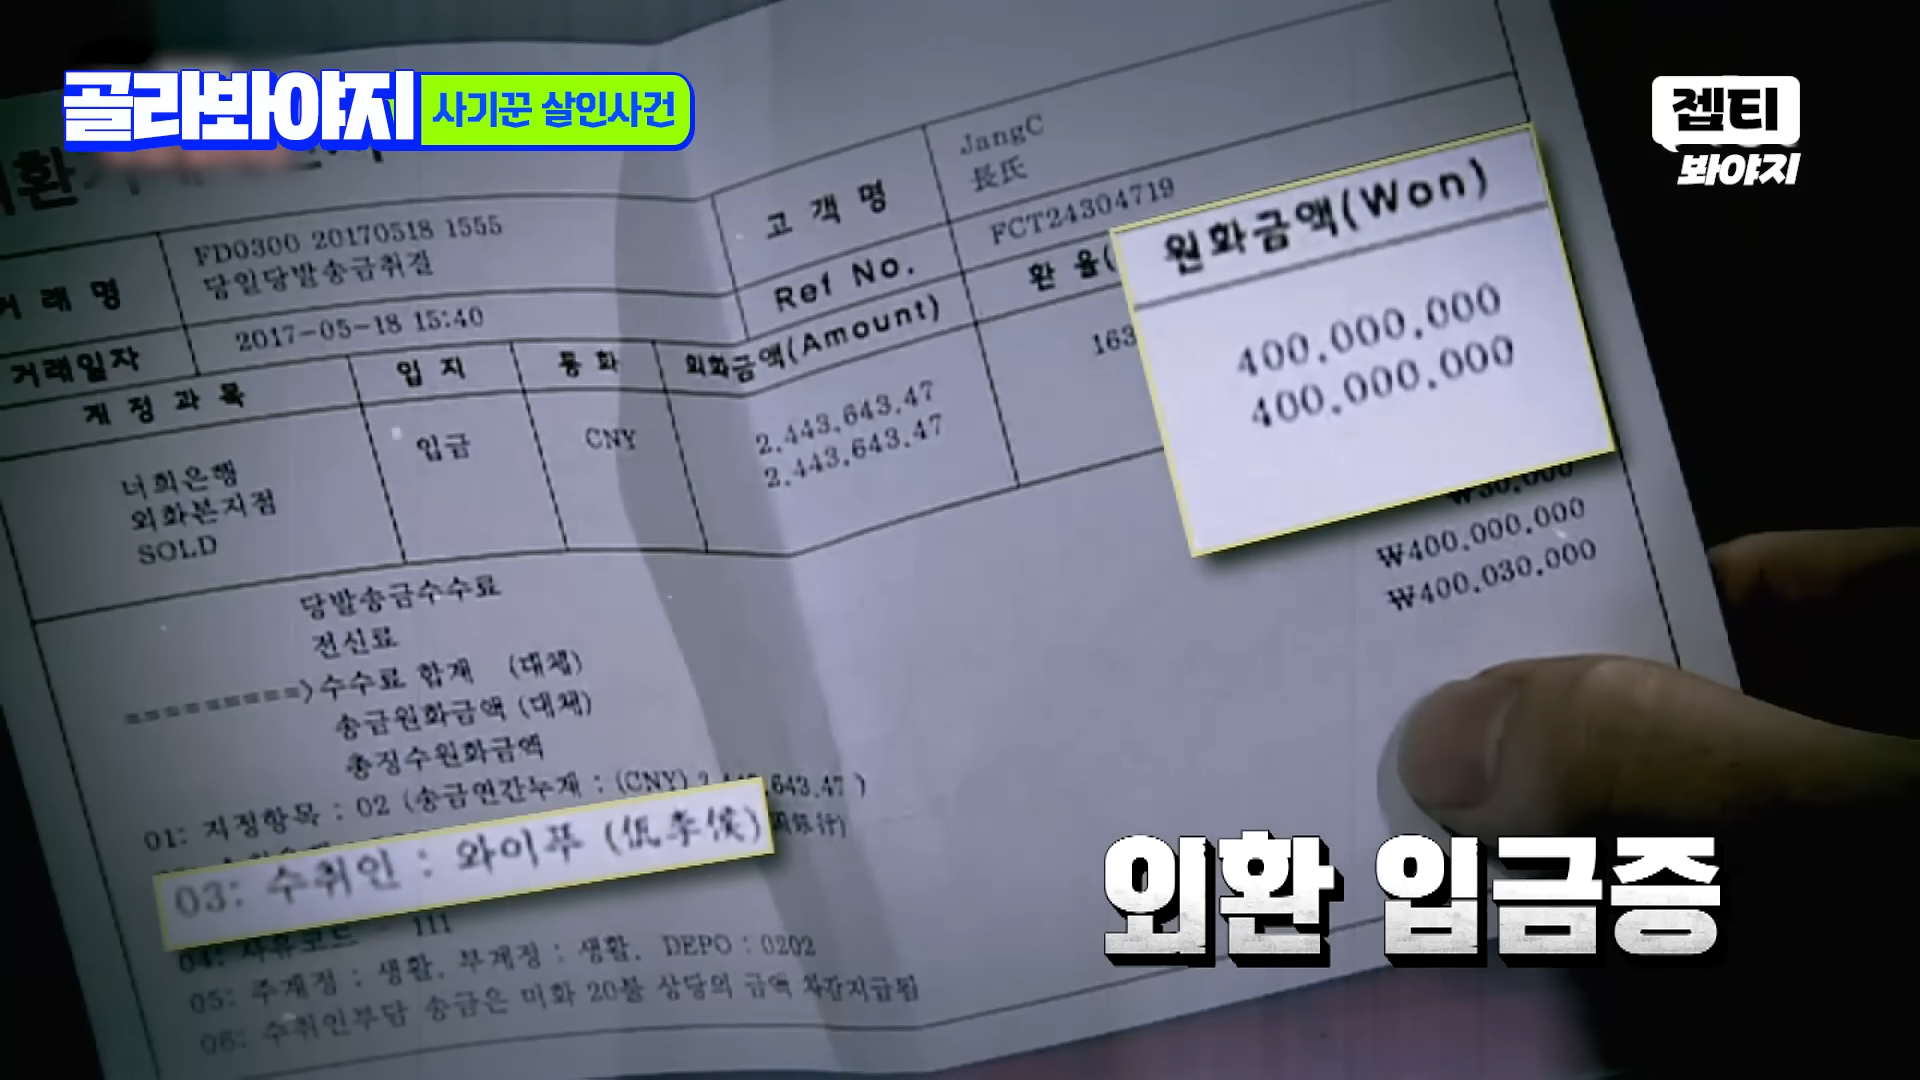 골라봐야지 사기꾼 살인사건
젭티
봐야지
고 객 명
JangC
長氏
거 래 명
FD0300 20170518 1555
당일당발송금취결
Ref No.
FCT24304719
거래일자
2017-05-18 15:40
계 정 과 목
입 지
통 화
외화금액(Amount)
환 율(
원화금액(Won)
너희은행
외화본지점
SOLD
입금
CNY
2,443,643.47
2,443,643.47
163
400,000,000
400,000,000
당발송금수수료
전신료
₩30,000
=========>수수료 합계 (대체)
₩400,000,000
송금원화금액 (대체)
₩400,030,000
총징수원화금액
01: 지정항목 : 02 (송금연간누계 : (CNY) 2,443,643.47 )
03: 수취인 : 와이푸 (低李侯)
04: 사유코드 111
05: 주계정 : 생활. 부계정 : 생활. DEPO : 0202
06: 수취인부담 송금은 미화 20불 상당의 금액 차감지급됨
외환 입금증